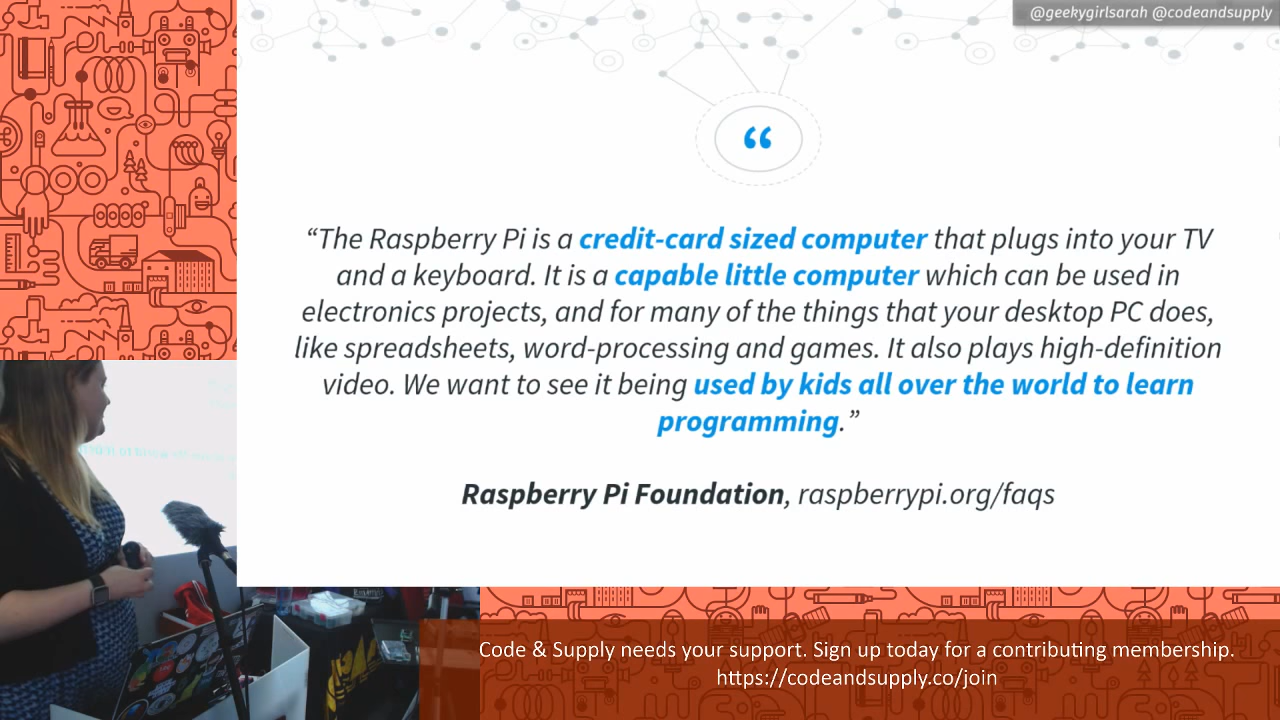 @geekygirlsarah @codeandsupply
“
“The Raspberry Pi is a credit-card sized computer that plugs into your TV
and a keyboard. It is a capable little computer which can be used in
electronics projects, and for many of the things that your desktop PC does,
like spreadsheets, word-processing and games. It also plays high-definition
video. We want to see it being used by kids all over the world to learn
programming.”
Raspberry Pi Foundation, raspberrypi.org/faqs
Code & Supply needs your support. Sign up today for a contributing membership.
https://codeandsupply.co/join